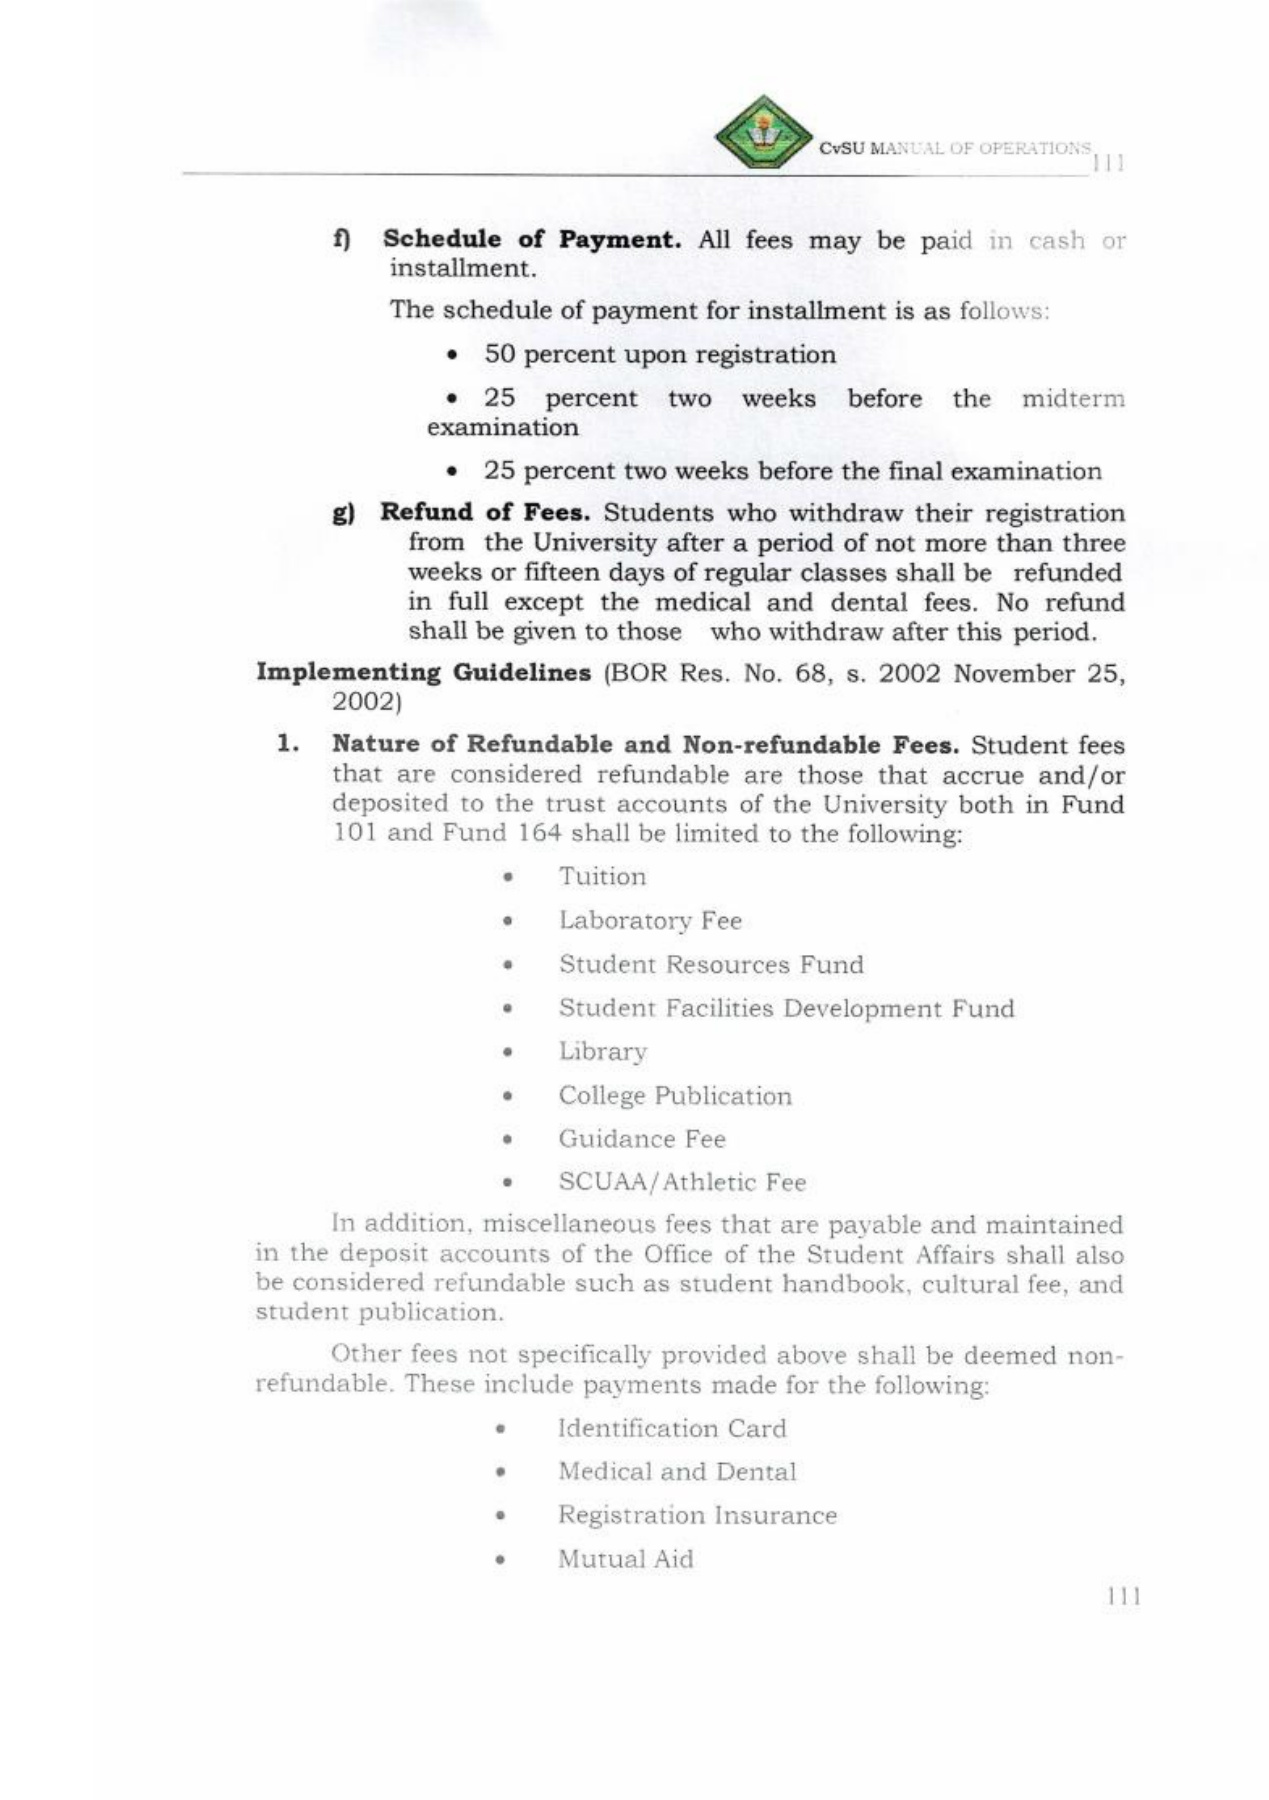 CvSU MANUAL OF OPERATIONS
111
f) Schedule of Payment. All fees may be paid in cash or
installment.
The schedule of payment for installment is as follows:
• 50 percent upon registration
• 25 percent two weeks before the midterm
examination
• 25 percent two weeks before the final examination
g) Refund of Fees. Students who withdraw their registration
from the University after a period of not more than three
weeks or fifteen days of regular classes shall be refunded
in full except the medical and dental fees. No refund
shall be given to those who withdraw after this period.
Implementing Guidelines (BOR Res. No. 68, s. 2002 November 25,
2002)
1. Nature of Refundable and Non-refundable Fees. Student fees
that are considered refundable are those that accrue and/or
deposited to the trust accounts of the University both in Fund
101 and Fund 164 shall be limited to the following:
• Tuition
• Laboratory Fee
• Student Resources Fund
• Student Facilities Development Fund
• Library
• College Publication
• Guidance Fee
• SCUAA/Athletic Fee
In addition, miscellaneous fees that are payable and maintained
in the deposit accounts of the Office of the Student Affairs shall also
be considered refundable such as student handbook, cultural fee, and
student publication.
Other fees not specifically provided above shall be deemed non-
refundable. These include payments made for the following:
• Identification Card
• Medical and Dental
• Registration Insurance
• Mutual Aid
111